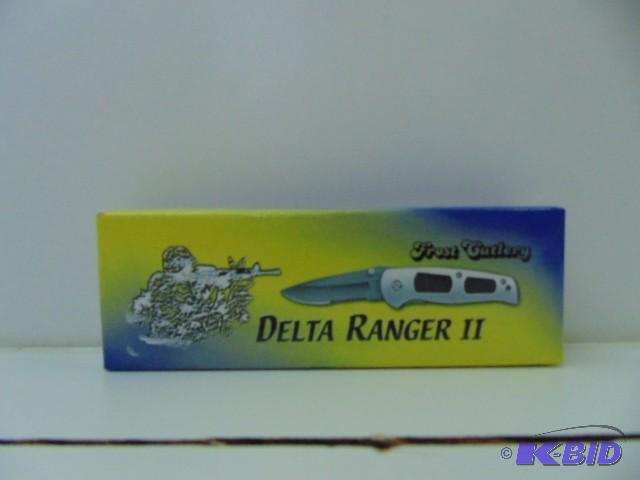 Frost Cutlery
DELTA RANGER II
© K-BID